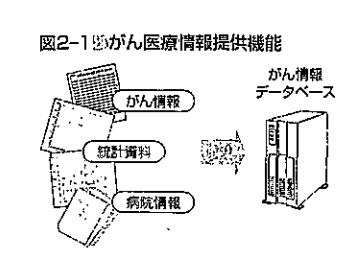 図2-1 がん医療情報提供機能
がん情報
データベース
がん情報
統計資料
病院情報